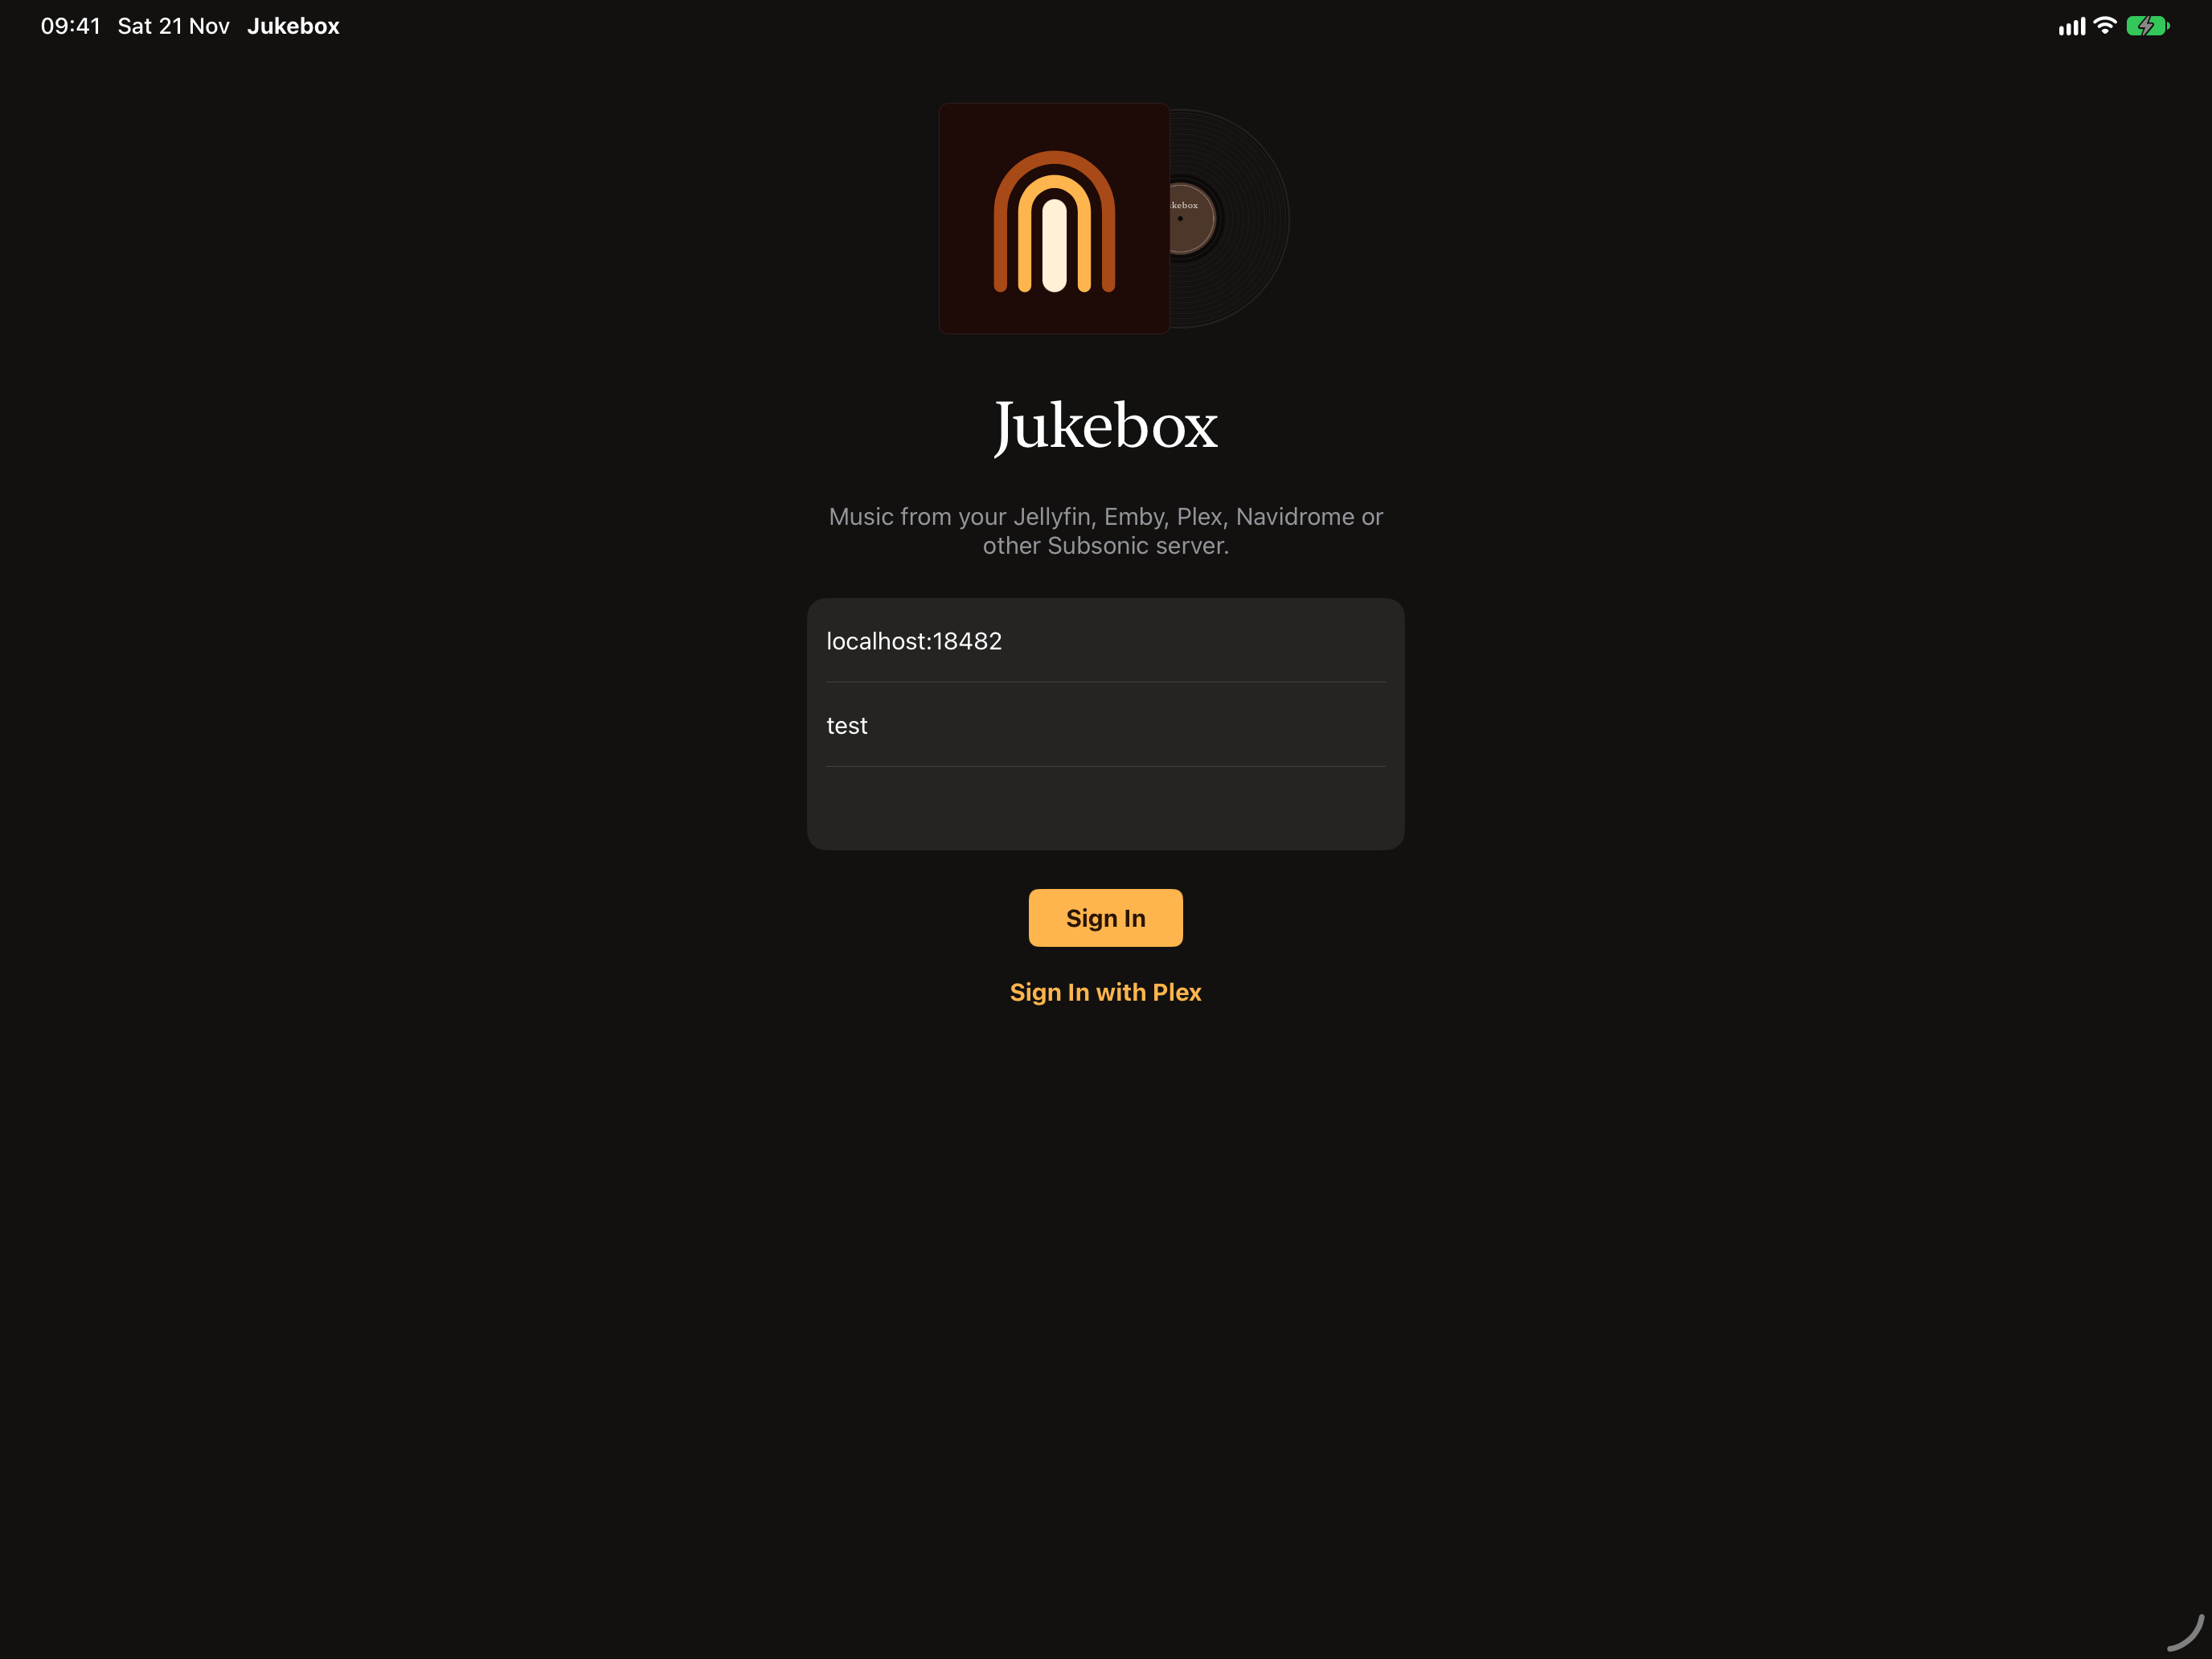 09:41 Sat 21 Nov Jukebox
kebox
Jukebox
Music from your Jellyfin, Emby, Plex, Navidrome or
other Subsonic server.
localhost:18482
test
Sign In
Sign In with Plex